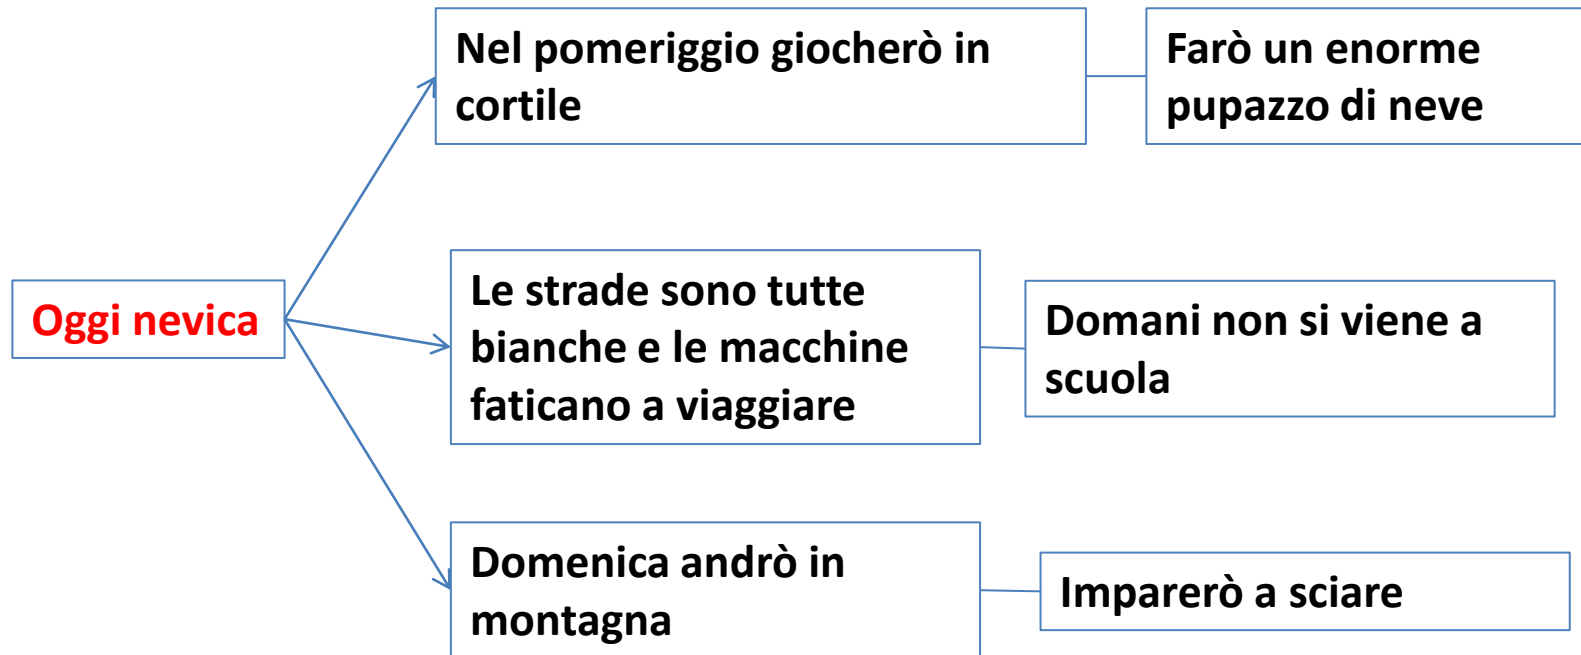 Nel pomeriggio giocherò in
cortile
Farò un enorme
pupazzo di neve
Oggi nevica
Le strade sono tutte
bianche e le macchine
faticano a viaggiare
Domani non si viene a
scuola
Domenica andrò in
montagna
Imparerò a sciare